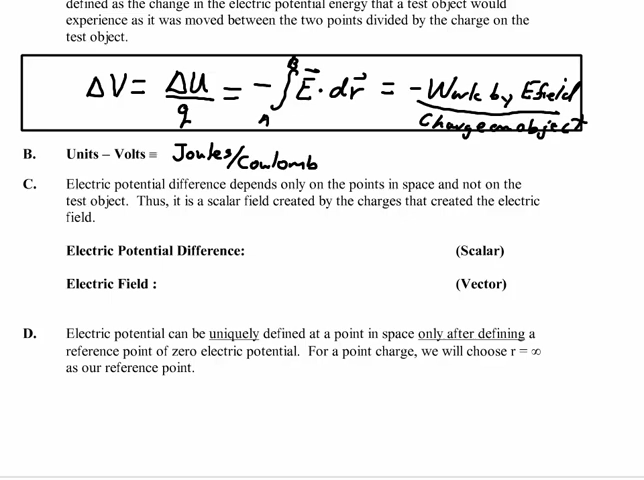 defined as the change in the electric potential energy that a test object would
experience as it was moved between the two points divided by the charge on the
test object.
ΔV = ΔU/q = - ∫_A^B E⃗ · dr⃗ = - Work by Efield / Charge on object
B. Units – Volts ≡ Joules/Coulomb
C. Electric potential difference depends only on the points in space and not on the
test object. Thus, it is a scalar field created by the charges that created the electric
field.
Electric Potential Difference: (Scalar)
Electric Field : (Vector)
D. Electric potential can be uniquely defined at a point in space only after defining a
reference point of zero electric potential. For a point charge, we will choose r = ∞
as our reference point.